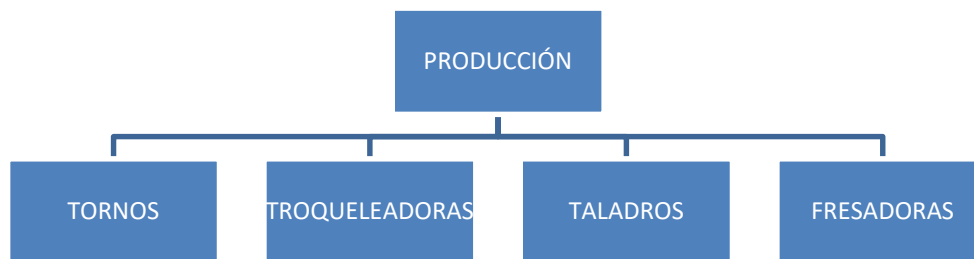 PRODUCCIÓN
TORNOS
TROQUELEADORAS
TALADROS
FRESADORAS